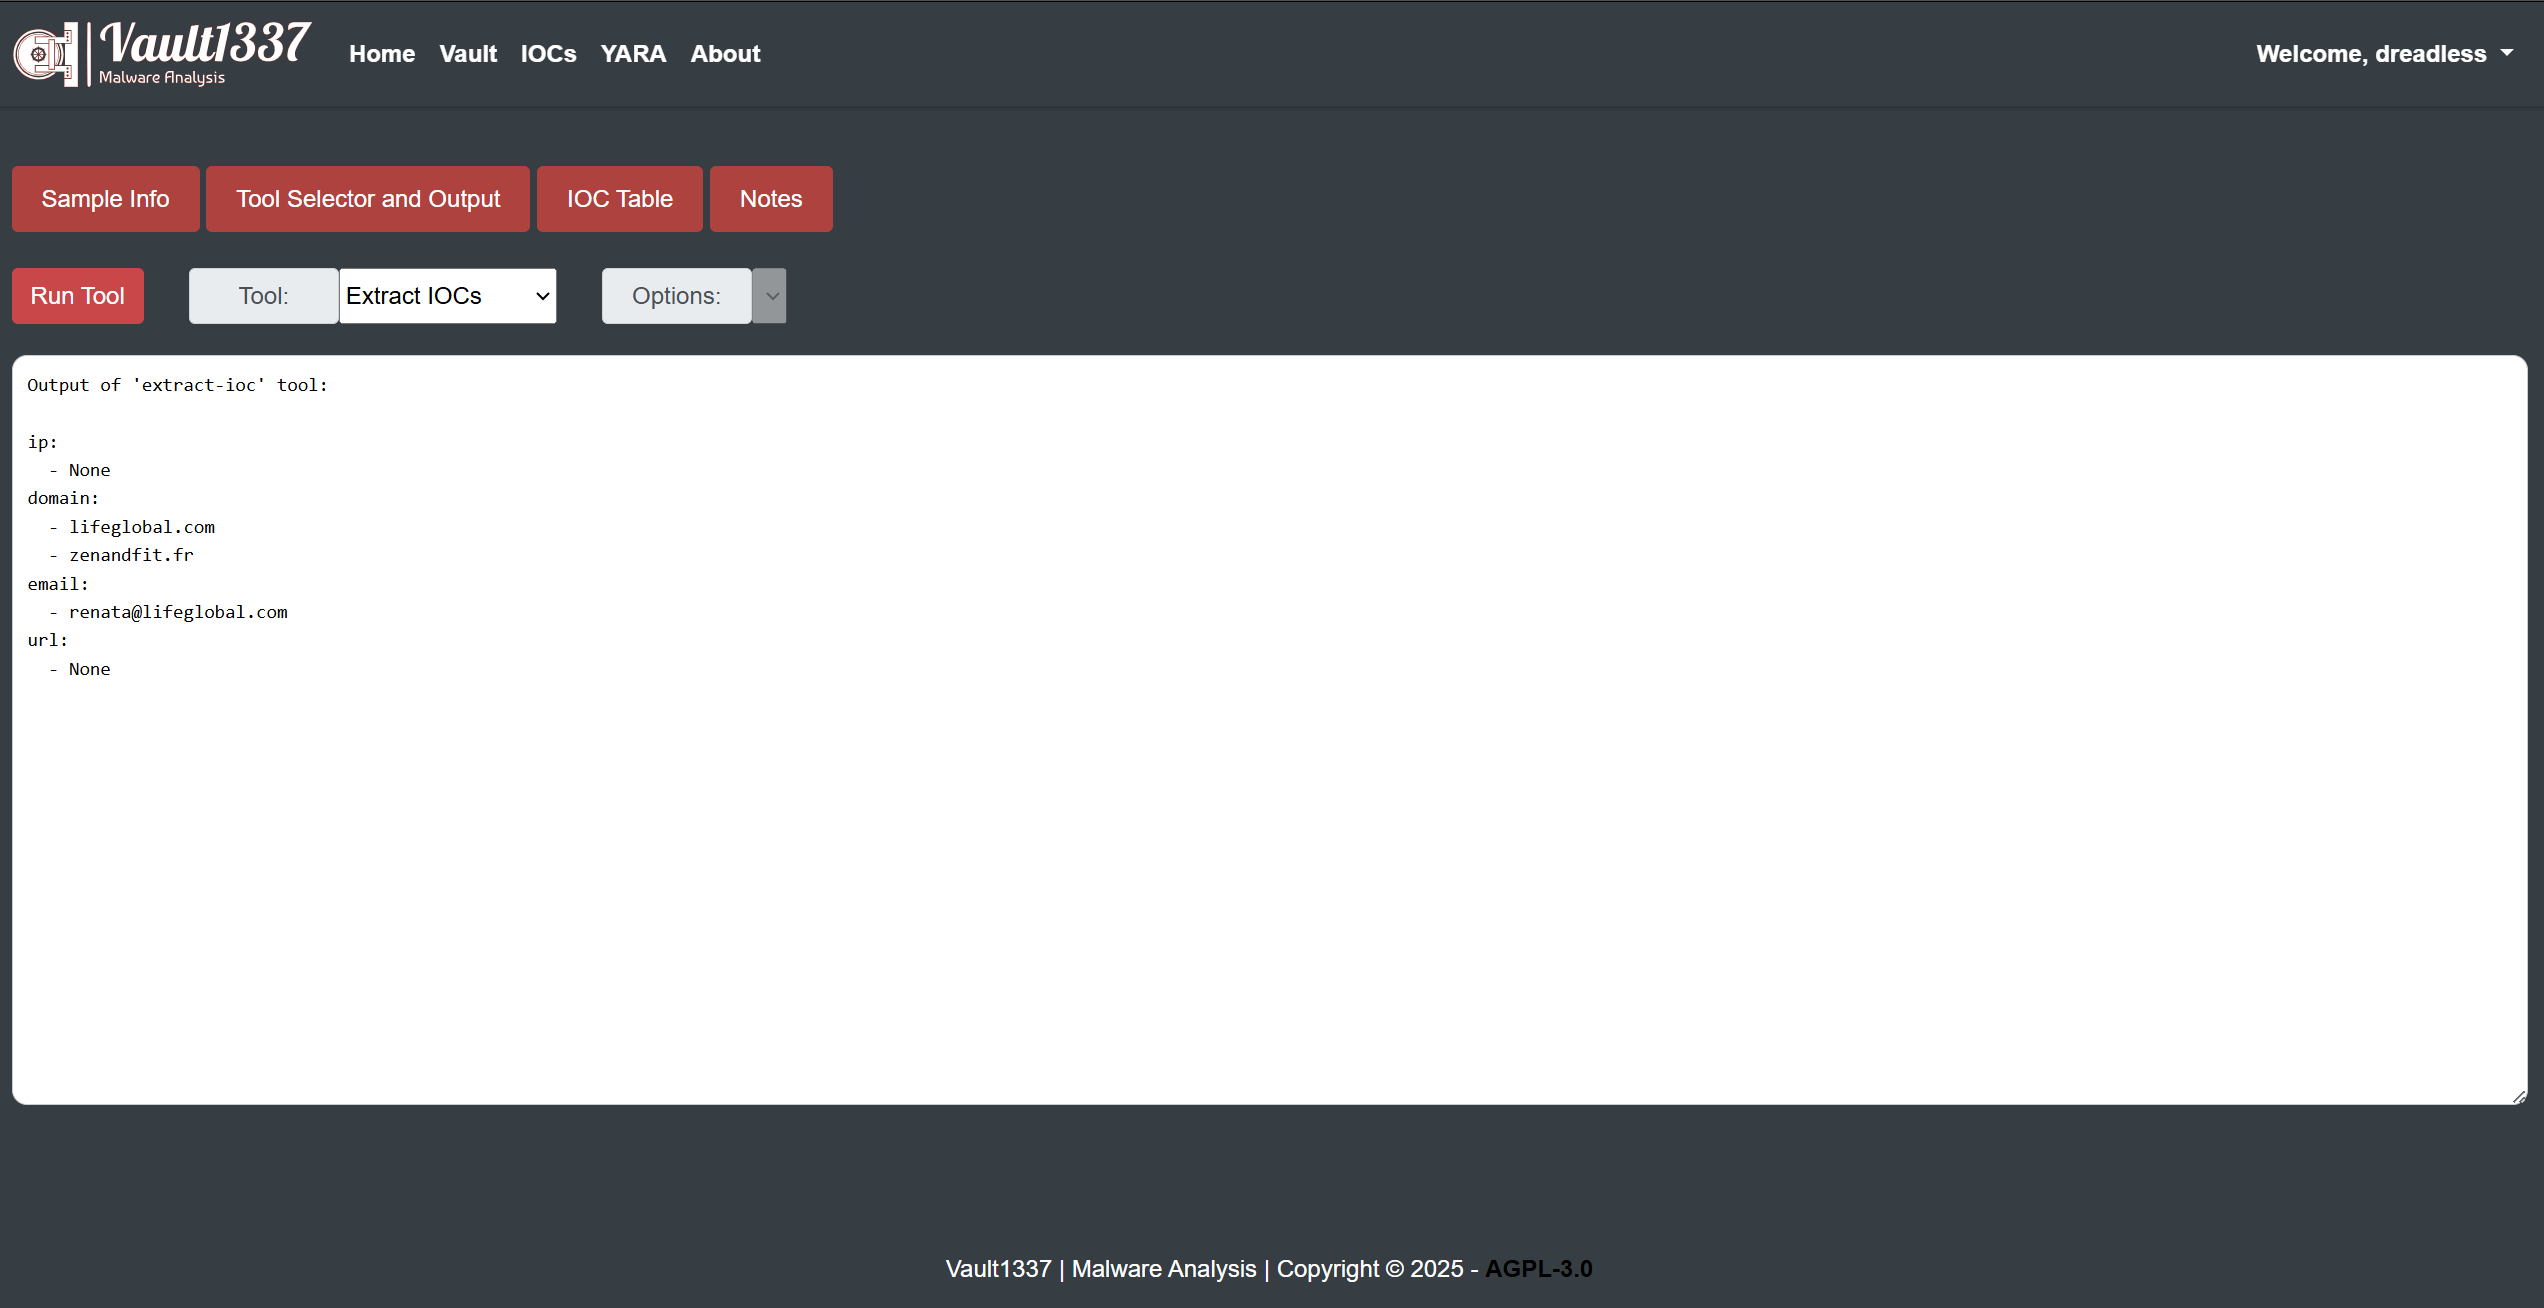 Vault1337
Malware Analysis
Home Vault IOCs YARA About
Welcome, dreadless
Sample Info Tool Selector and Output IOC Table Notes
Run Tool Tool: Extract IOCs Options:
Output of 'extract-ioc' tool:
ip:
- None
domain:
- lifeglobal.com
- zenandfit.fr
email:
- renata@lifeglobal.com
url:
- None
Vault1337 | Malware Analysis | Copyright © 2025 - AGPL-3.0